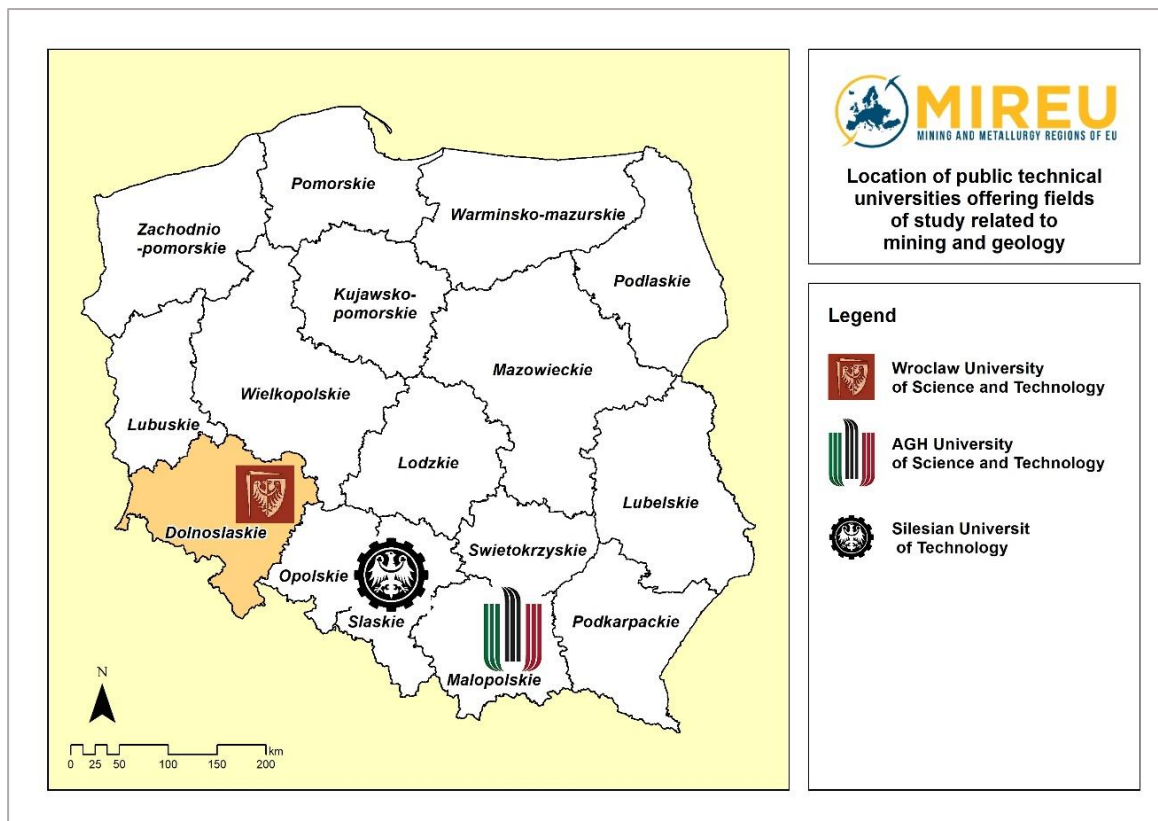 MIREU
MINING AND METALLURGY REGIONS OF EU
Location of public technical
universities offering fields
of study related to
mining and geology
Legend
Wroclaw University
of Science and Technology
AGH University
of Science and Technology
Silesian Universit
of Technology
Pomorskie
Warminsko-mazurskie
Zachodnio
-pomorskie
Podlaskie
Kujawsko-
pomorskie
Mazowieckie
Wielkopolskie
Lubuskie
Lodzkie
Lubelskie
Dolnoslaskie
Swietokrzyskie
Opolskie
Slaskie
Podkarpackie
Malopolskie
N
km
0 25 50 100 150 200